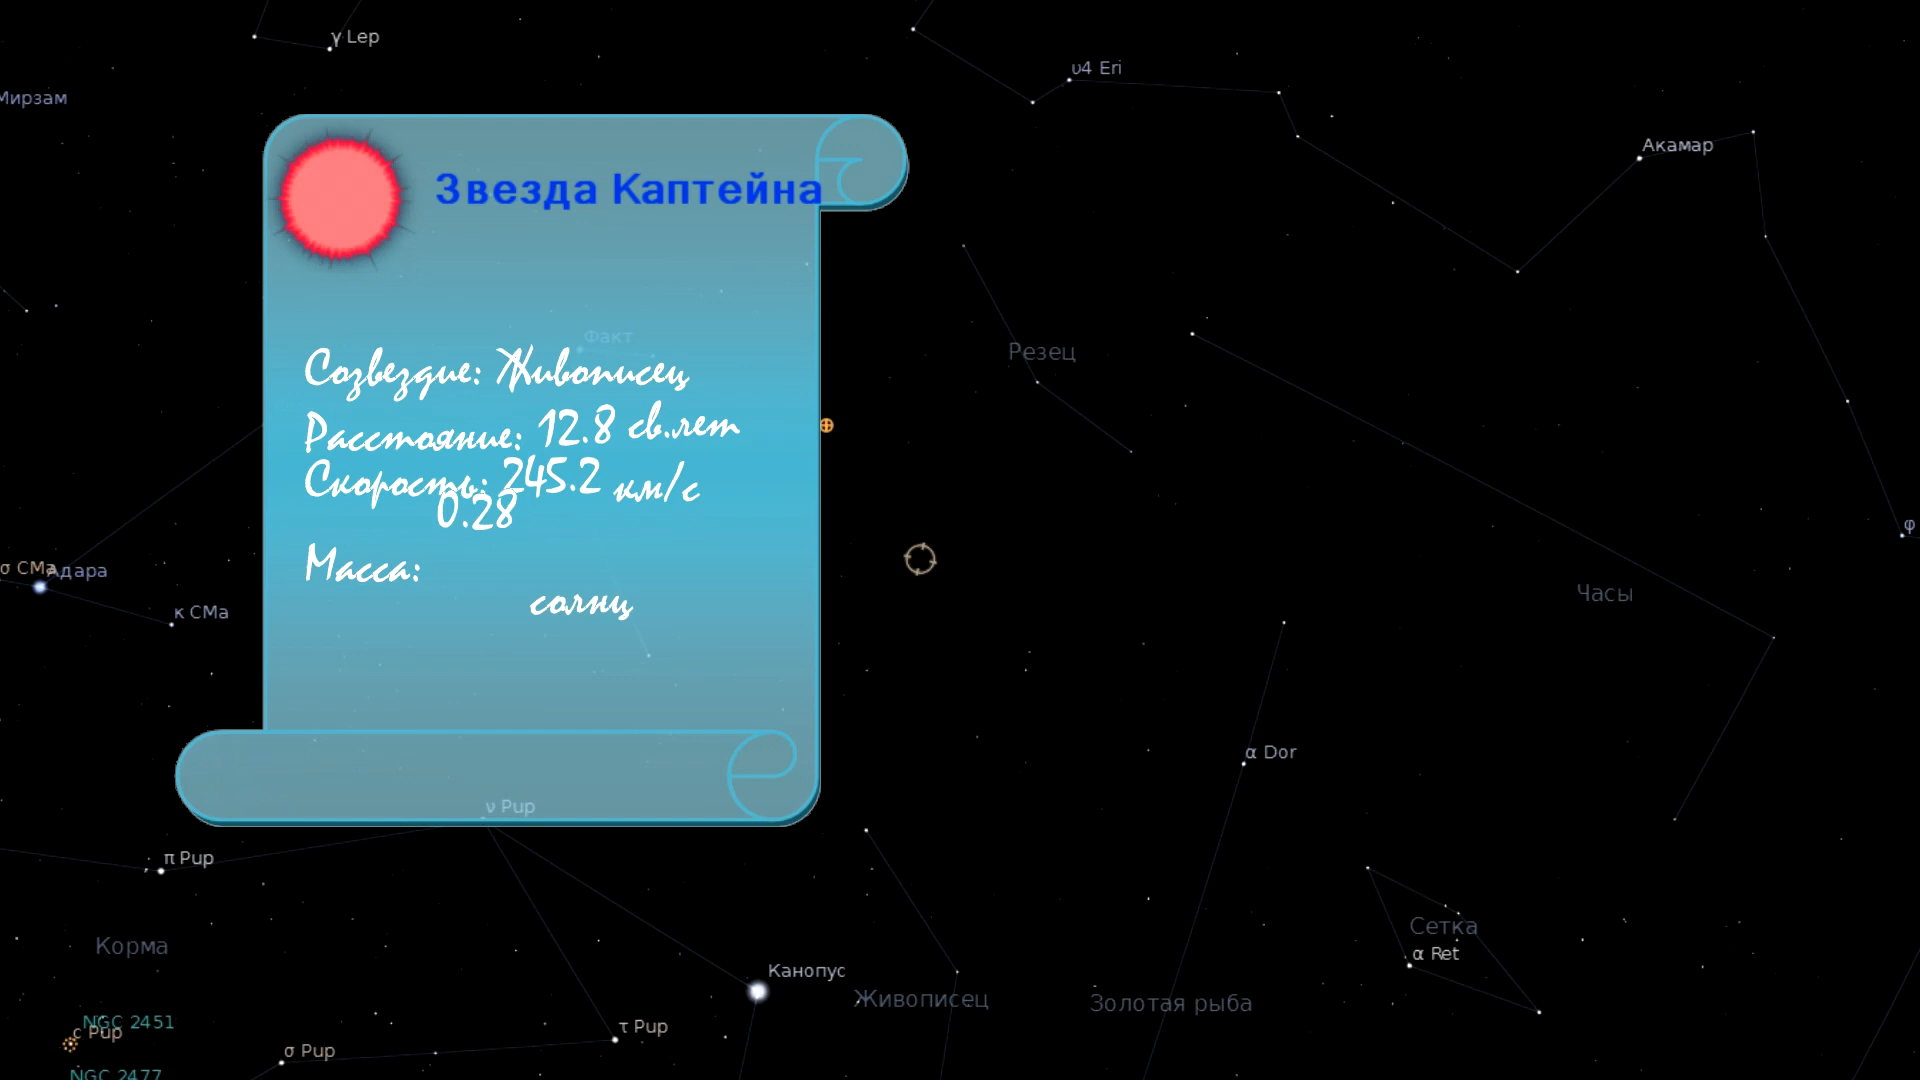 γ Lep
υ4 Eri
Мирзам
Акамар
Звезда Каптейна
Факт
Резец
Созвездие: Живописец
Расстояние: 12.8 св.лет
Скорость: 245.2 км/с
0.28
φ
Масса:
σ CMa
Адара
солнц
Часы
κ CMa
α Dor
ν Pup
π Pup
Сетка
Корма
α Ret
Канопус
Живописец
Золотая рыба
NGC 2451
c Pup
τ Pup
σ Pup
NGC 2477